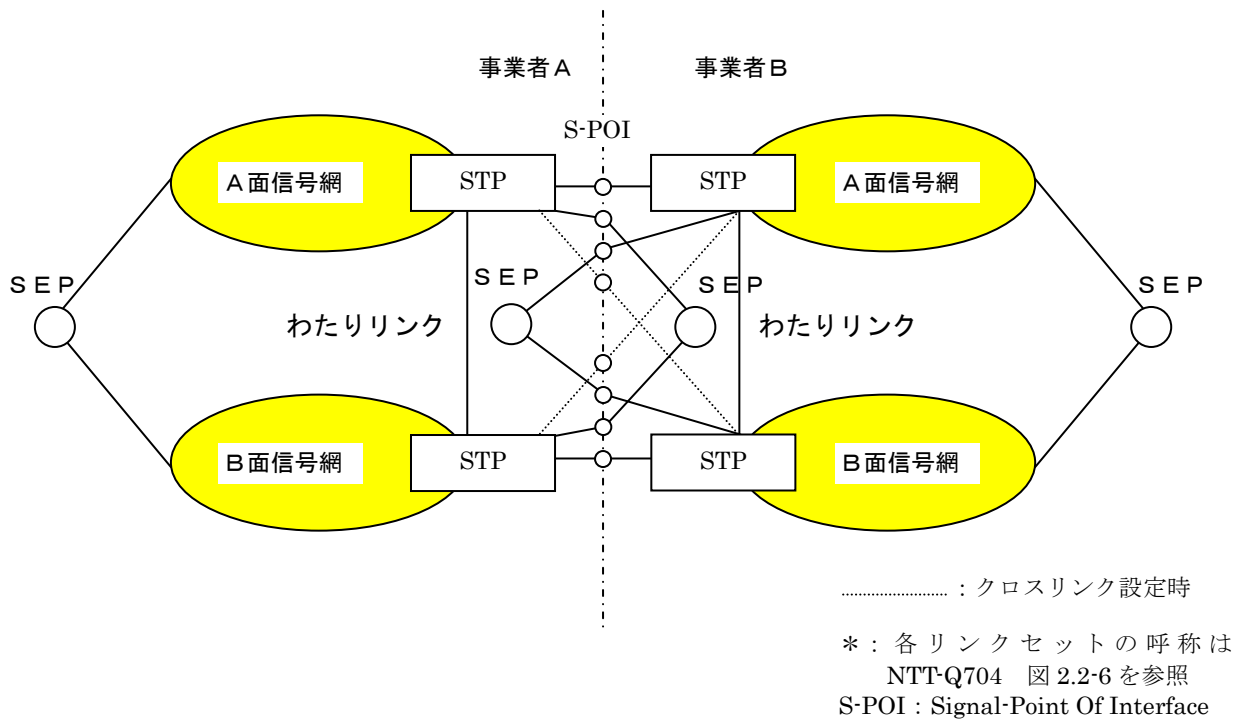 事業者A 事業者B
S-POI
A面信号網 STP STP A面信号網
SEP SEP SEP SEP
わたりリンク わたりリンク
B面信号網 STP STP B面信号網
........................ : クロスリンク設定時
*: 各リンクセットの呼称は
NTT-Q704 図 2.2-6 を参照
S-POI : Signal-Point Of Interface